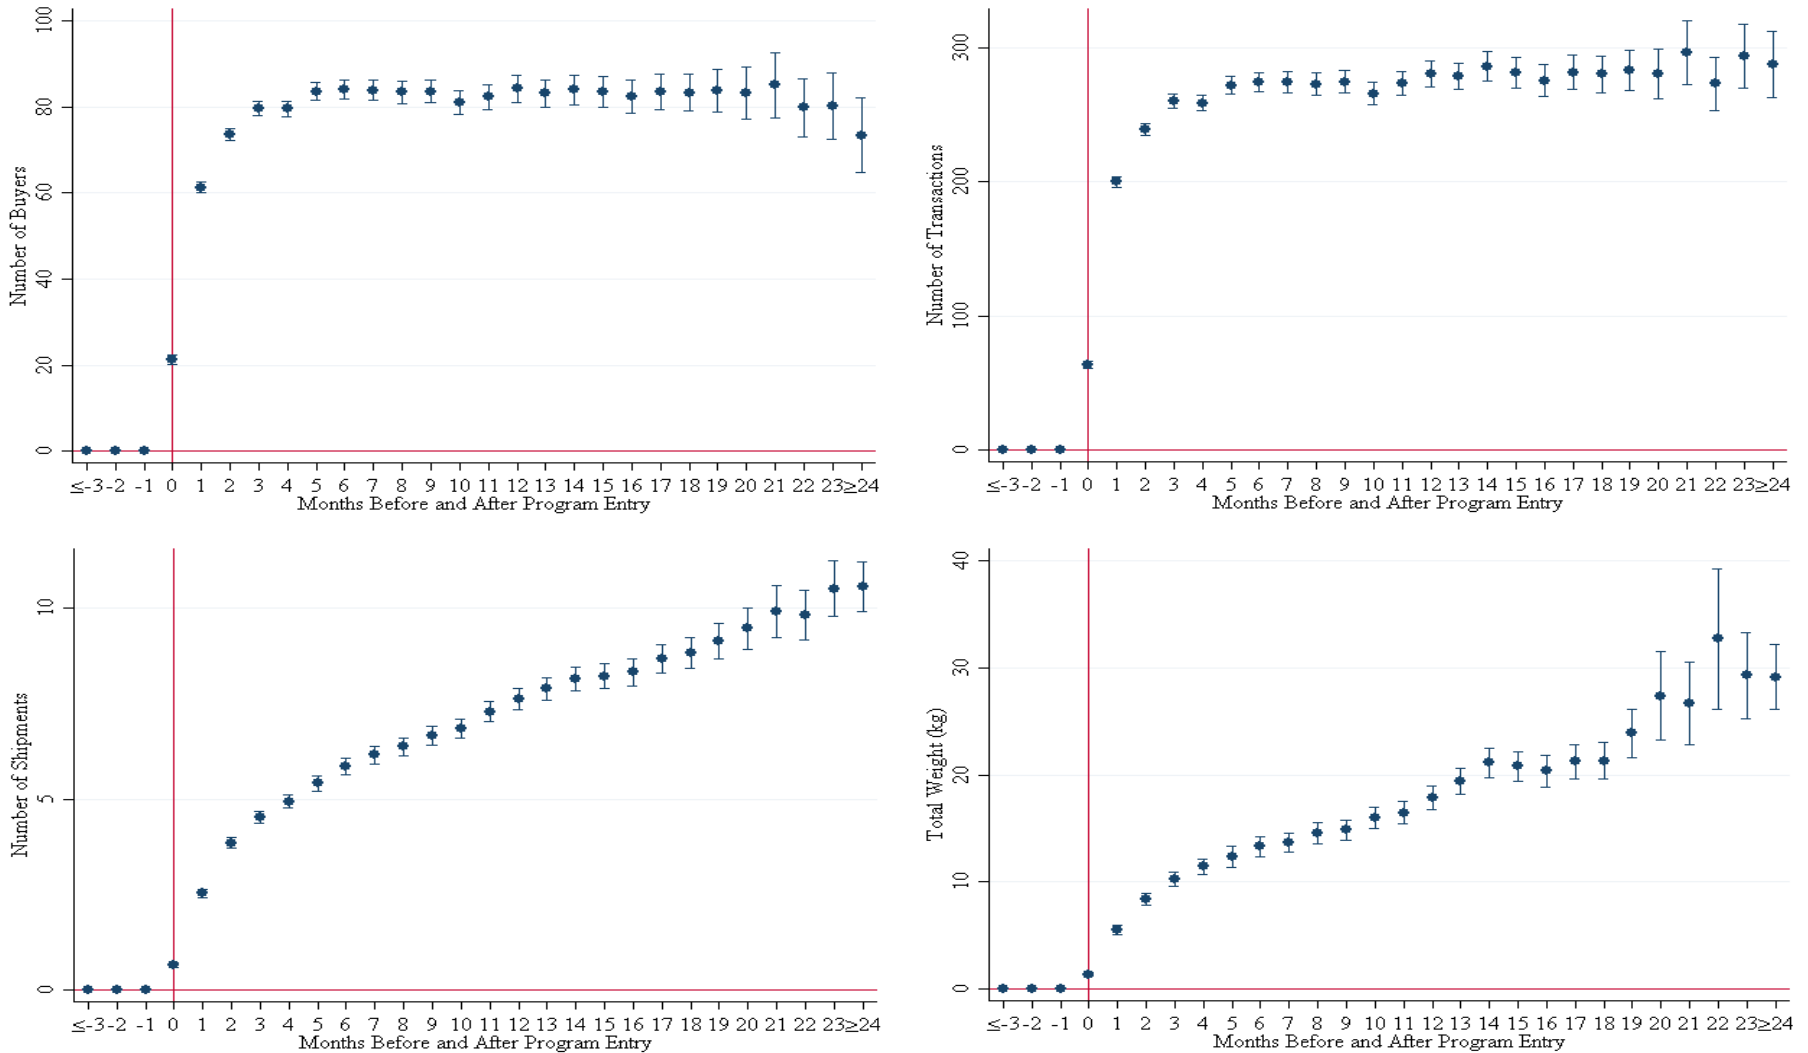 Number of Buyers
100
80
60
40
20
0
≤-3 -2 -1 0 1 2 3 4 5 6 7 8 9 10 11 12 13 14 15 16 17 18 19 20 21 22 23 ≥24
Months Before and After Program Entry
Number of Transactions
300
200
100
0
≤-3 -2 -1 0 1 2 3 4 5 6 7 8 9 10 11 12 13 14 15 16 17 18 19 20 21 22 23 ≥24
Months Before and After Program Entry
Number of Shipments
10
5
0
≤-3 -2 -1 0 1 2 3 4 5 6 7 8 9 10 11 12 13 14 15 16 17 18 19 20 21 22 23 ≥24
Months Before and After Program Entry
Total Weight (kg)
40
30
20
10
0
≤-3 -2 -1 0 1 2 3 4 5 6 7 8 9 10 11 12 13 14 15 16 17 18 19 20 21 22 23 ≥24
Months Before and After Program Entry